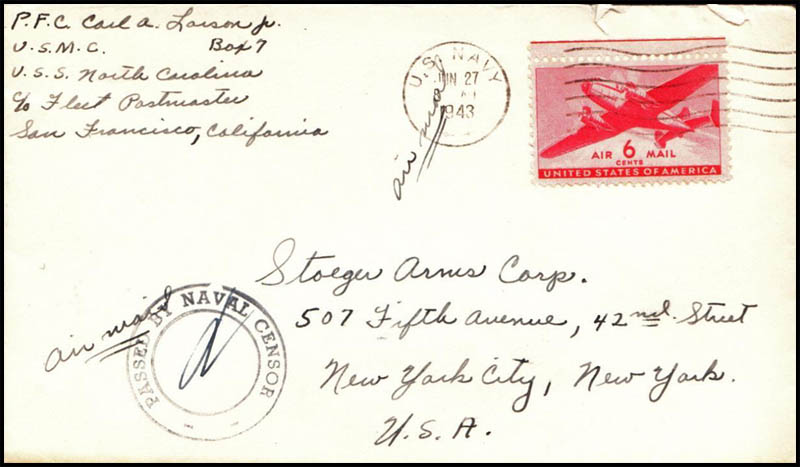 P.F.C. Carl A. Larson Jr.
U.S.M.C. Box 7
U.S.S. North Carolina
c/o Fleet Postmaster
San Francisco, California
U.S. NAVY
JUN 27
1943
air mail
AIR 6 MAIL
CENTS
UNITED STATES OF AMERICA
Stoeger Arms Corp.
507 Fifth Avenue, 42nd. Street
New York City, New York.
U.S.A.
air mail
PASSED BY NAVAL CENSOR